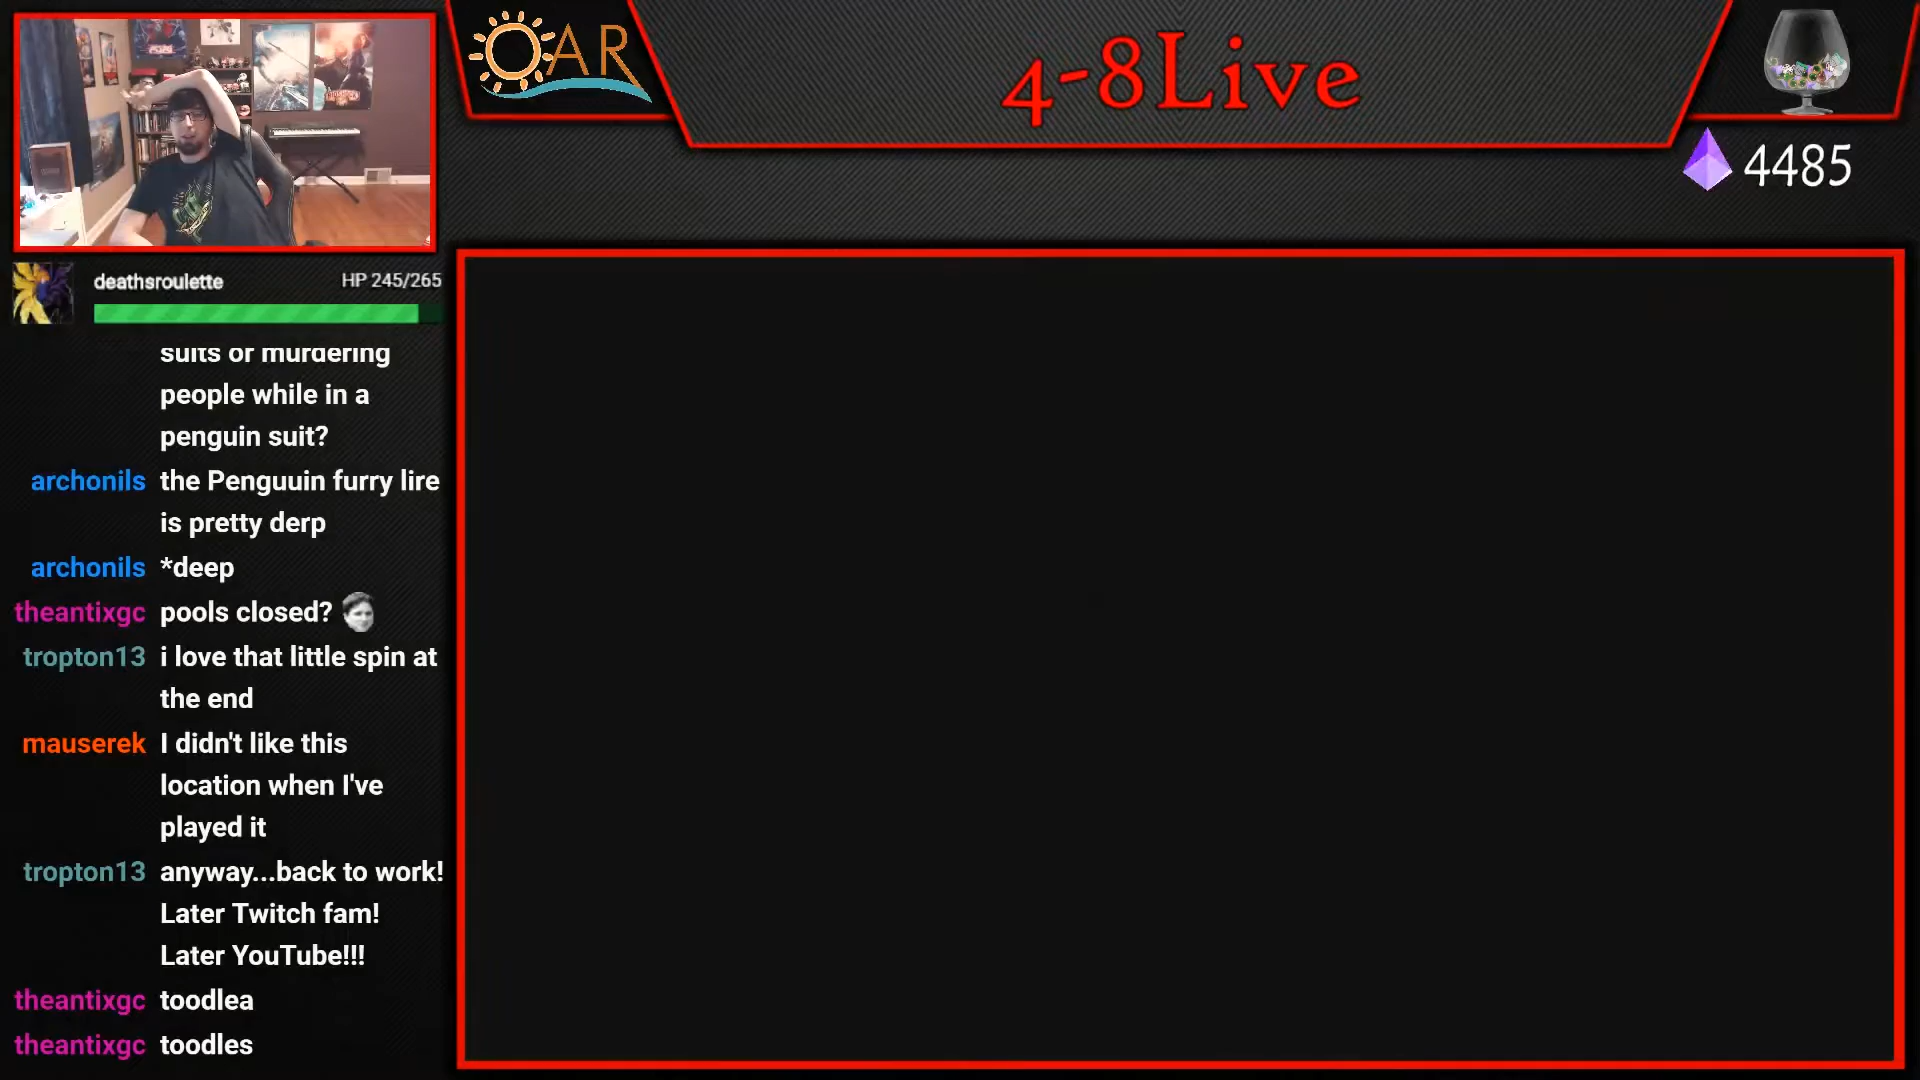 OAR
4-8Live
4485
deathsroulette HP 245/265
suits or murdering
people while in a
penguin suit?
archonils the Penguuin furry lire
is pretty derp
archonils *deep
theantixgc pools closed?
tropton13 i love that little spin at
the end
mauserek I didn't like this
location when I've
played it
tropton13 anyway...back to work!
Later Twitch fam!
Later YouTube!!!
theantixgc toodlea
theantixgc toodles